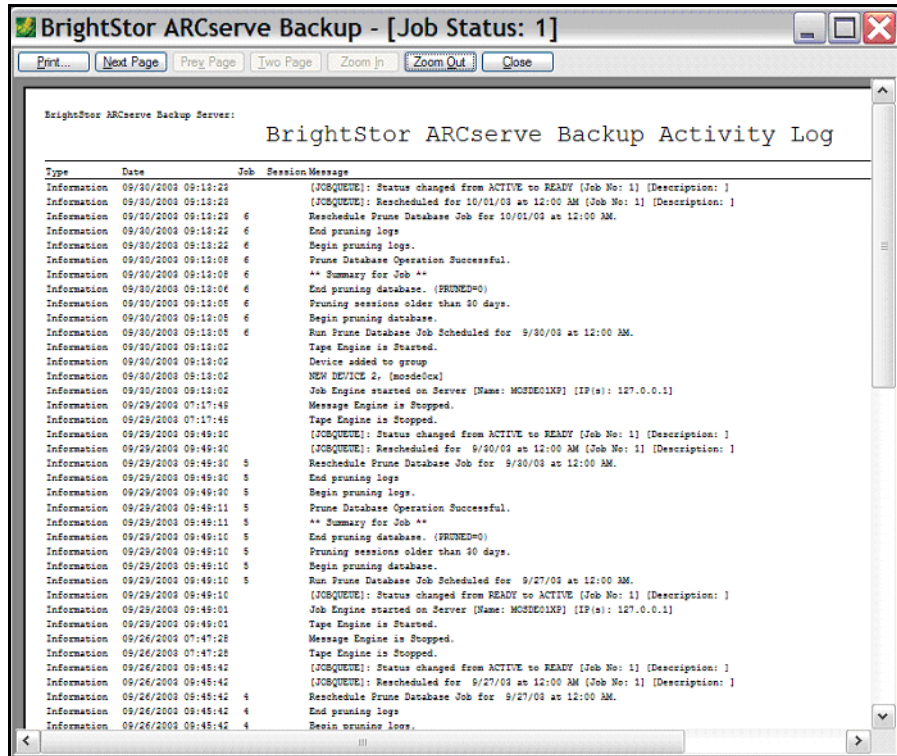 BrightStor ARCserve Backup - [Job Status: 1]
Print... Next Page Prev Page Two Page Zoom In Zoom Out Close
BrightStor ARCserve Backup Server:
BrightStor ARCserve Backup Activity Log
Type Date Job Session Message
Information 09/30/2003 09:13:23 [JOBQUEUE]: Status changed from ACTIVE to READY [Job No: 1] [Description: ]
Information 09/30/2003 09:13:23 [JOBQUEUE]: Rescheduled for 10/01/03 at 12:00 AM [Job No: 1] [Description: ]
Information 09/30/2003 09:13:23 6 Reschedule Prune Database Job for 10/01/03 at 12:00 AM.
Information 09/30/2003 09:13:22 6 End pruning logs
Information 09/30/2003 09:13:22 6 Begin pruning logs.
Information 09/30/2003 09:13:08 6 Prune Database Operation Successful.
Information 09/30/2003 09:13:08 6 ** Summary for Job **
Information 09/30/2003 09:13:06 6 End pruning database. (PRUNED=0)
Information 09/30/2003 09:13:05 6 Pruning sessions older than 30 days.
Information 09/30/2003 09:13:05 6 Begin pruning database.
Information 09/30/2003 09:13:05 6 Run Prune Database Job Scheduled for 9/30/03 at 12:00 AM.
Information 09/30/2003 09:13:02 Tape Engine is Started.
Information 09/30/2003 09:13:02 Device added to group
Information 09/30/2003 09:13:02 NEW DEVICE 2, [mosde0cx]
Information 09/30/2003 09:13:02 Job Engine started on Server [Name: MOSDE01XP] [IP(s): 127.0.0.1]
Information 09/29/2003 07:17:49 Message Engine is Stopped.
Information 09/29/2003 07:17:49 Tape Engine is Stopped.
Information 09/29/2003 09:49:30 [JOBQUEUE]: Status changed from ACTIVE to READY [Job No: 1] [Description: ]
Information 09/29/2003 09:49:30 [JOBQUEUE]: Rescheduled for 9/30/03 at 12:00 AM [Job No: 1] [Description: ]
Information 09/29/2003 09:49:30 5 Reschedule Prune Database Job for 9/30/03 at 12:00 AM.
Information 09/29/2003 09:49:30 5 End pruning logs
Information 09/29/2003 09:49:30 5 Begin pruning logs.
Information 09/29/2003 09:49:11 5 Prune Database Operation Successful.
Information 09/29/2003 09:49:11 5 ** Summary for Job **
Information 09/29/2003 09:49:10 5 End pruning database. (PRUNED=0)
Information 09/29/2003 09:49:10 5 Pruning sessions older than 30 days.
Information 09/29/2003 09:49:10 5 Begin pruning database.
Information 09/29/2003 09:49:10 5 Run Prune Database Job Scheduled for 9/27/03 at 12:00 AM.
Information 09/29/2003 09:49:10 [JOBQUEUE]: Status changed from READY to ACTIVE [Job No: 1] [Description: ]
Information 09/29/2003 09:49:01 Job Engine started on Server [Name: MOSDE01XP] [IP(s): 127.0.0.1]
Information 09/29/2003 09:49:01 Tape Engine is Started.
Information 09/26/2003 07:47:28 Message Engine is Stopped.
Information 09/26/2003 07:47:28 Tape Engine is Stopped.
Information 09/26/2003 09:45:42 [JOBQUEUE]: Status changed from ACTIVE to READY [Job No: 1] [Description: ]
Information 09/26/2003 09:45:42 [JOBQUEUE]: Rescheduled for 9/27/03 at 12:00 AM [Job No: 1] [Description: ]
Information 09/26/2003 09:45:42 4 Reschedule Prune Database Job for 9/27/03 at 12:00 AM.
Information 09/26/2003 09:45:42 4 End pruning logs
Information 09/26/2003 09:45:42 4 Begin pruning logs.